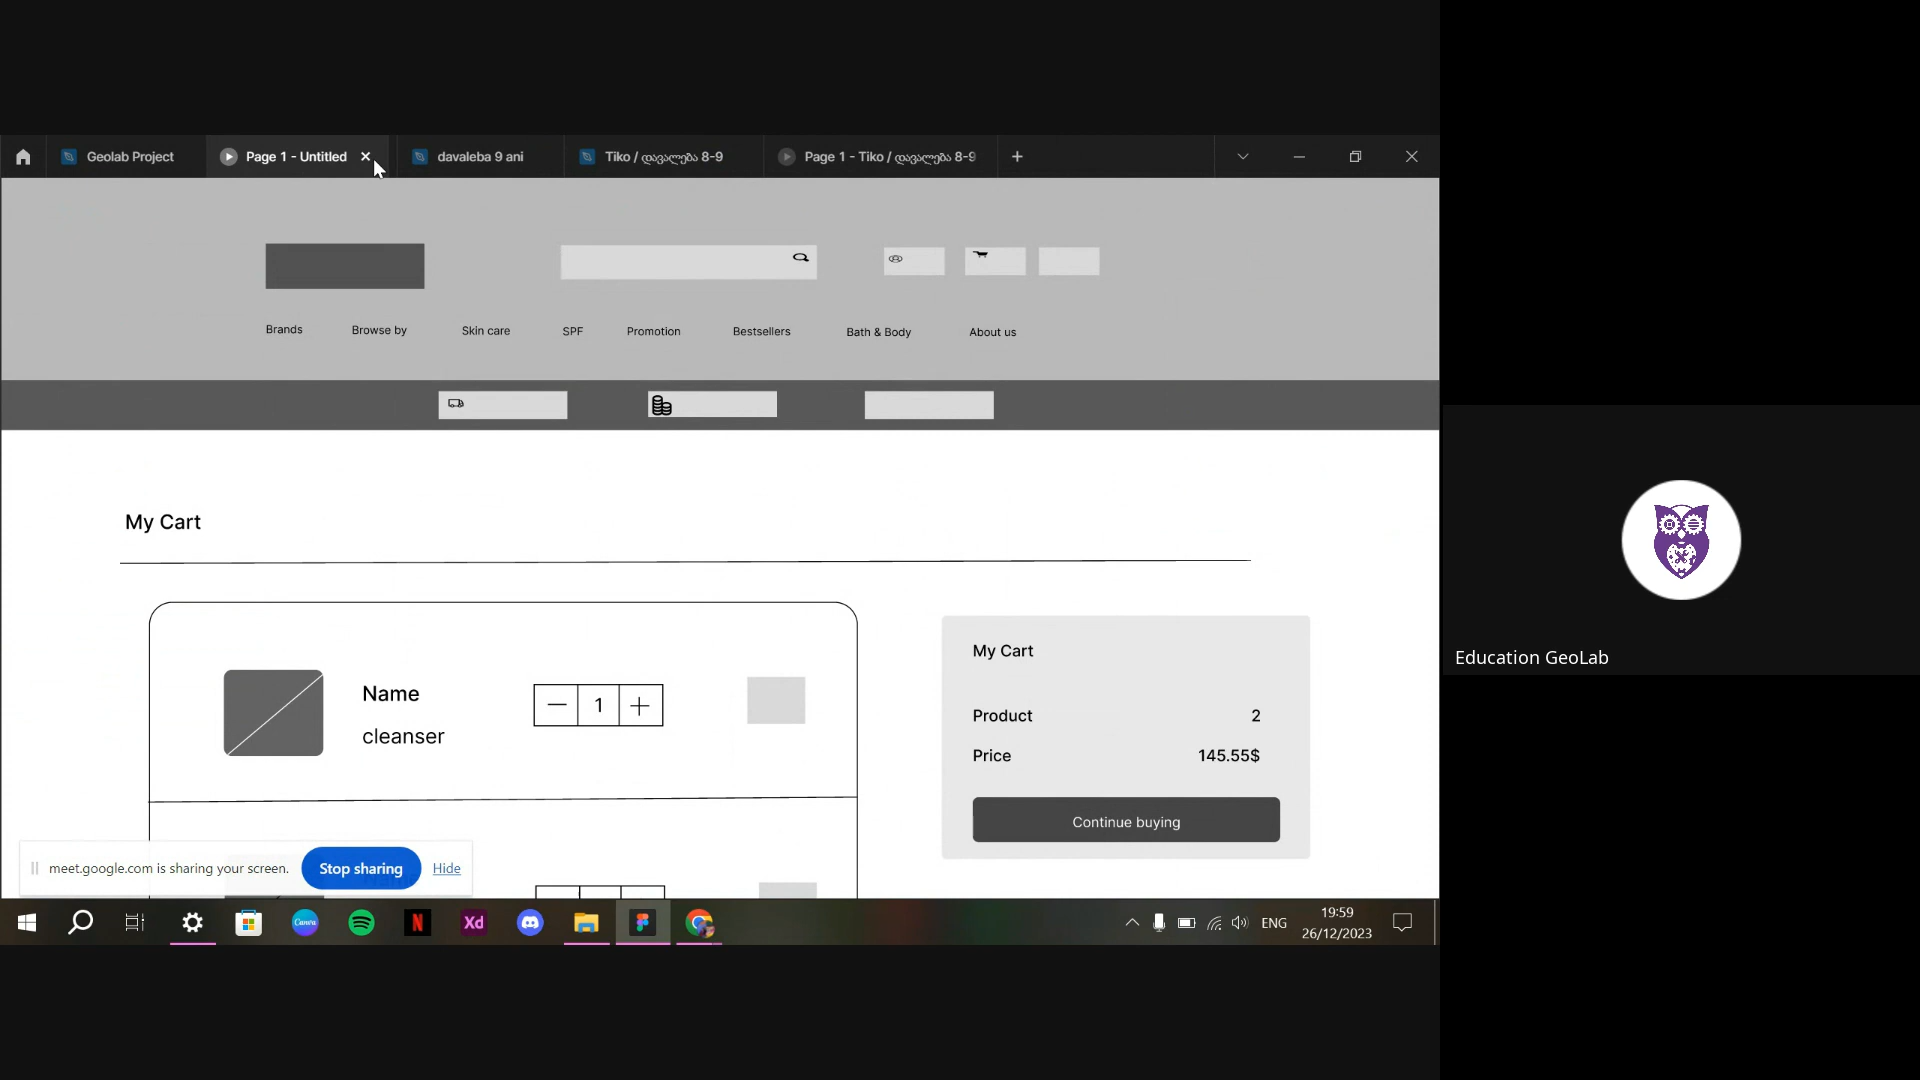 Geolab Project
Page 1 - Untitled
davaleba 9 ani
Tiko / დავალება 8-9
Page 1 - Tiko / დავალება 8-9
Brands
Browse by
Skin care
SPF
Promotion
Bestsellers
Bath & Body
About us
My Cart
Name
cleanser
1
My Cart
Product 2
Price 145.55$
Continue buying
meet.google.com is sharing your screen.
Stop sharing
Hide
Canva
N
Xd
ENG
19:59
26/12/2023
Education GeoLab